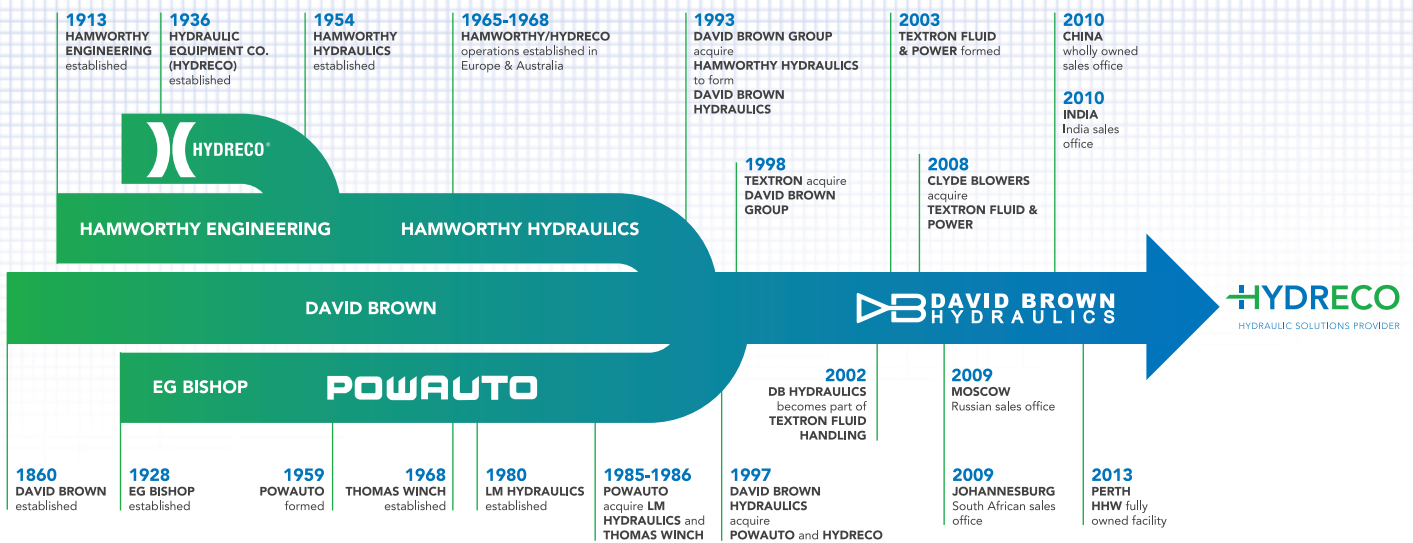 1913
HAMWORTHY
ENGINEERING
established
1936
HYDRAULIC
EQUIPMENT CO.
(HYDRECO)
established
1954
HAMWORTHY
HYDRAULICS
established
1965-1968
HAMWORTHY/HYDRECO
operations established in
Europe & Australia
1993
DAVID BROWN GROUP
acquire
HAMWORTHY HYDRAULICS
to form
DAVID BROWN
HYDRAULICS
2003
TEXTRON FLUID
& POWER formed
2010
CHINA
wholly owned
sales office
2010
INDIA
India sales
office
1998
TEXTRON acquire
DAVID BROWN
GROUP
2008
CLYDE BLOWERS
acquire
TEXTRON FLUID &
POWER
HYDRECO®
HAMWORTHY ENGINEERING
HAMWORTHY HYDRAULICS
DAVID BROWN
DB DAVID BROWN
HYDRAULICS
HYDRECO
HYDRAULIC SOLUTIONS PROVIDER
EG BISHOP
POWAUTO
2002
DB HYDRAULICS
becomes part of
TEXTRON FLUID
HANDLING
2009
MOSCOW
Russian sales office
1860
DAVID BROWN
established
1928
EG BISHOP
established
1959
POWAUTO
formed
1968
THOMAS WINCH
established
1980
LM HYDRAULICS
established
1985-1986
POWAUTO
acquire LM
HYDRAULICS and
THOMAS WINCH
1997
DAVID BROWN
HYDRAULICS
acquire
POWAUTO and HYDRECO
2009
JOHANNESBURG
South African sales
office
2013
PERTH
HHW fully
owned facility